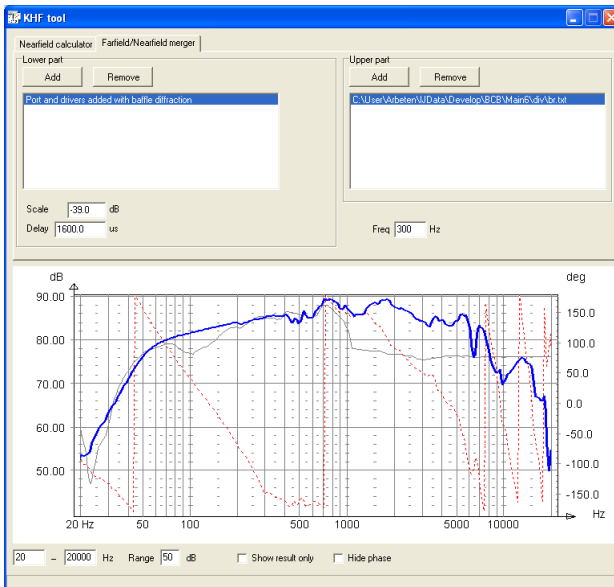 KHF tool
Nearfield calculator Farfield/Nearfield merger
Lower part
Add Remove
Port and drivers added with baffle diffraction
Scale -39.0 dB
Delay 1600.0 us
Upper part
Add Remove
C:\User\Arbeten\IJData\Develop\BCB\Main6\div\br.txt
Freq 300 Hz
dB deg
90.00
80.00
70.00
60.00
50.00
150.0
100.0
50.00
0.0
-50.0
-100.0
-150.0
20 Hz 50 100 500 1000 5000 10000 Hz
20 - 20000 Hz Range 50 dB Show result only Hide phase